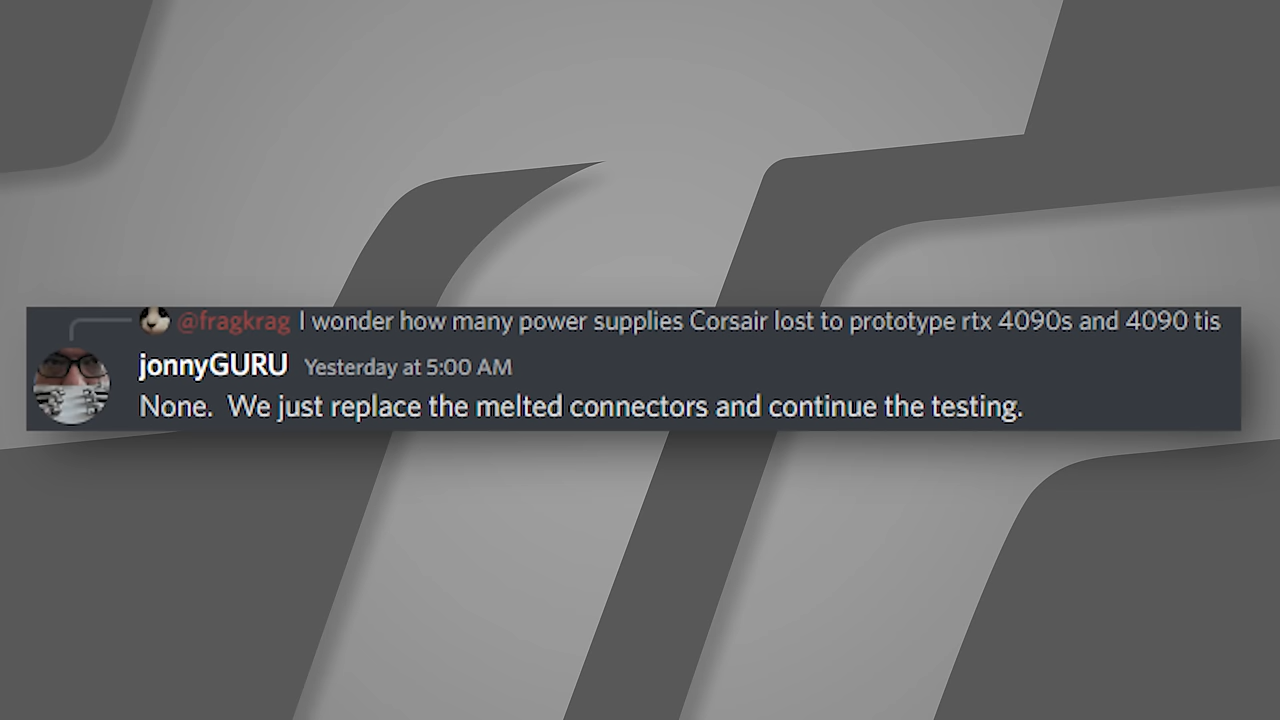 @fragkrag I wonder how many power supplies Corsair lost to prototype rtx 4090s and 4090 tis
jonnyGURU Yesterday at 5:00 AM
None. We just replace the melted connectors and continue the testing.